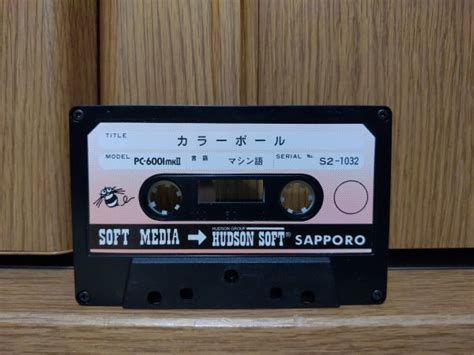 TITLE カラーボール
MODEL PC-6001mkII 言語 マシン語 SERIAL No. S2-1032
HUDSON GROUP
SOFT MEDIA → HUDSON SOFT® SAPPORO